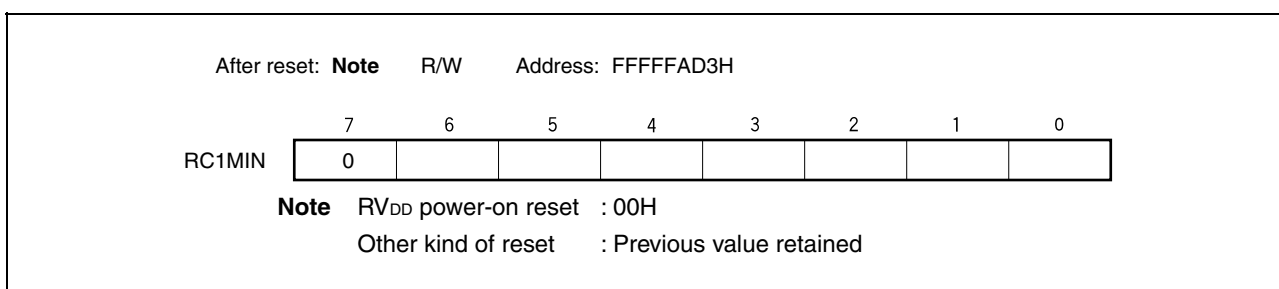 After reset: Note R/W Address: FFFFFAD3H
7 6 5 4 3 2 1 0
RC1MIN 0
Note RVDD power-on reset : 00H
Other kind of reset : Previous value retained